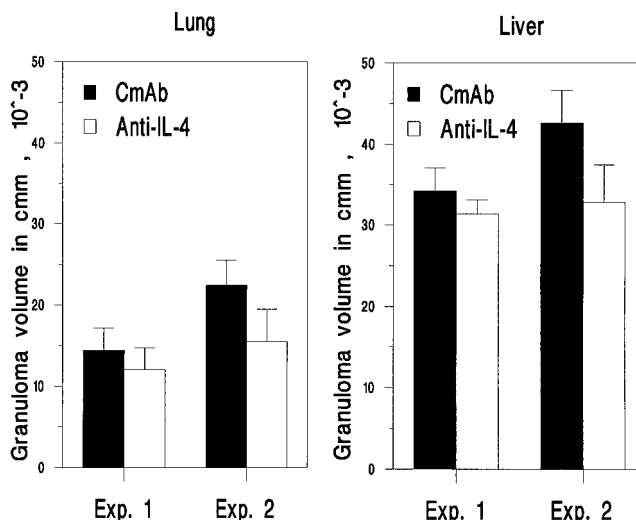 Lung
Granuloma volume in cmm , 10^-3
50
40
30
20
10
0
CmAb
Anti-IL-4
Exp. 1 Exp. 2
Liver
Granuloma volume in cmm , 10^-3
50
40
30
20
10
0
CmAb
Anti-IL-4
Exp. 1 Exp. 2